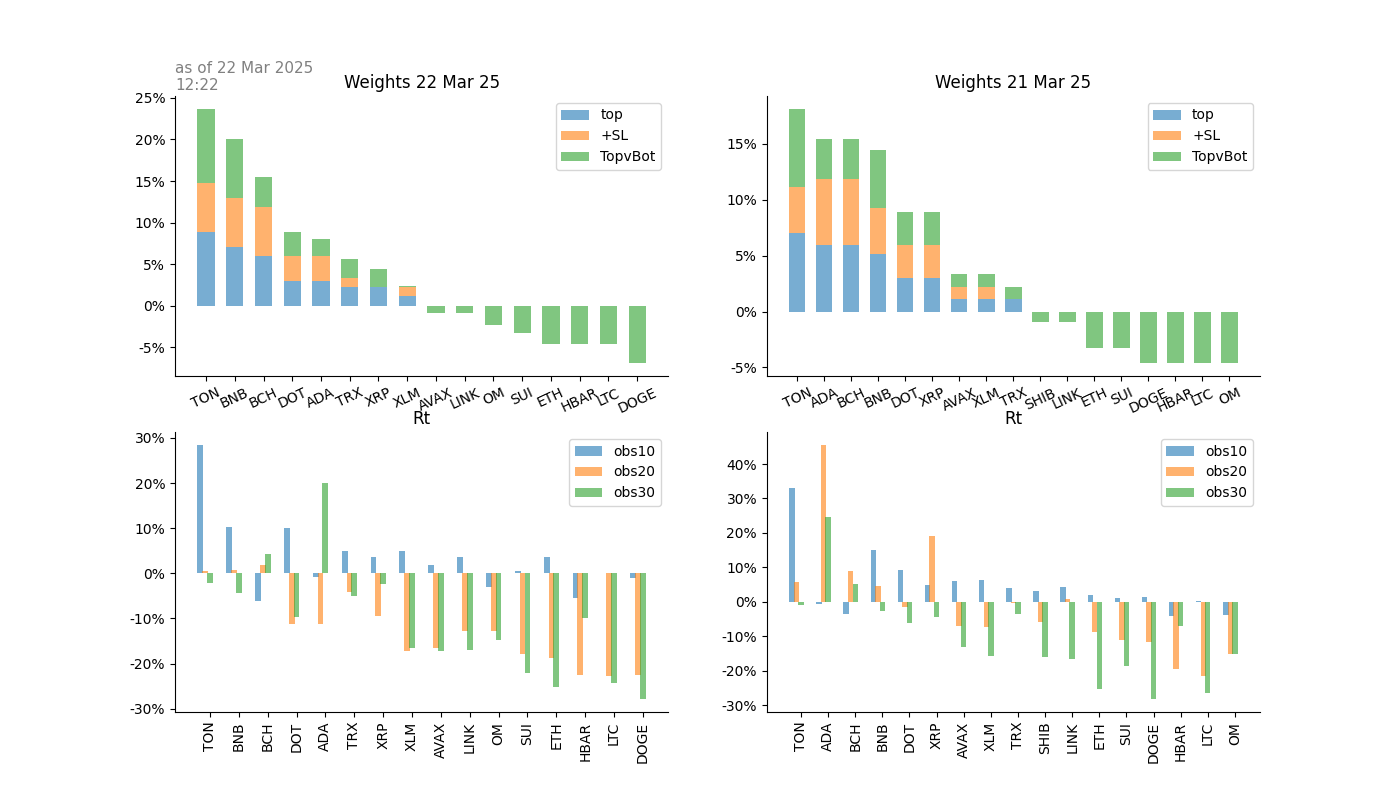 as of 22 Mar 2025
12:22
Weights 22 Mar 25
25%
20%
15%
10%
5%
0%
-5%
top
+SL
TopvBot
TON BNB BCH DOT ADA TRX XRP XLM AVAX LINK OM SUI ETH HBAR LTC DOGE
Weights 21 Mar 25
15%
10%
5%
0%
-5%
top
+SL
TopvBot
TON ADA BCH BNB DOT XRP AVAX XLM TRX SHIB LINK ETH SUI DOGE HBAR LTC OM
Rt
30%
20%
10%
0%
-10%
-20%
-30%
obs10
obs20
obs30
TON BNB BCH DOT ADA TRX XRP XLM AVAX LINK OM SUI ETH HBAR LTC DOGE
Rt
40%
30%
20%
10%
0%
-10%
-20%
-30%
obs10
obs20
obs30
TON ADA BCH BNB DOT XRP AVAX XLM TRX SHIB LINK ETH SUI DOGE HBAR LTC OM